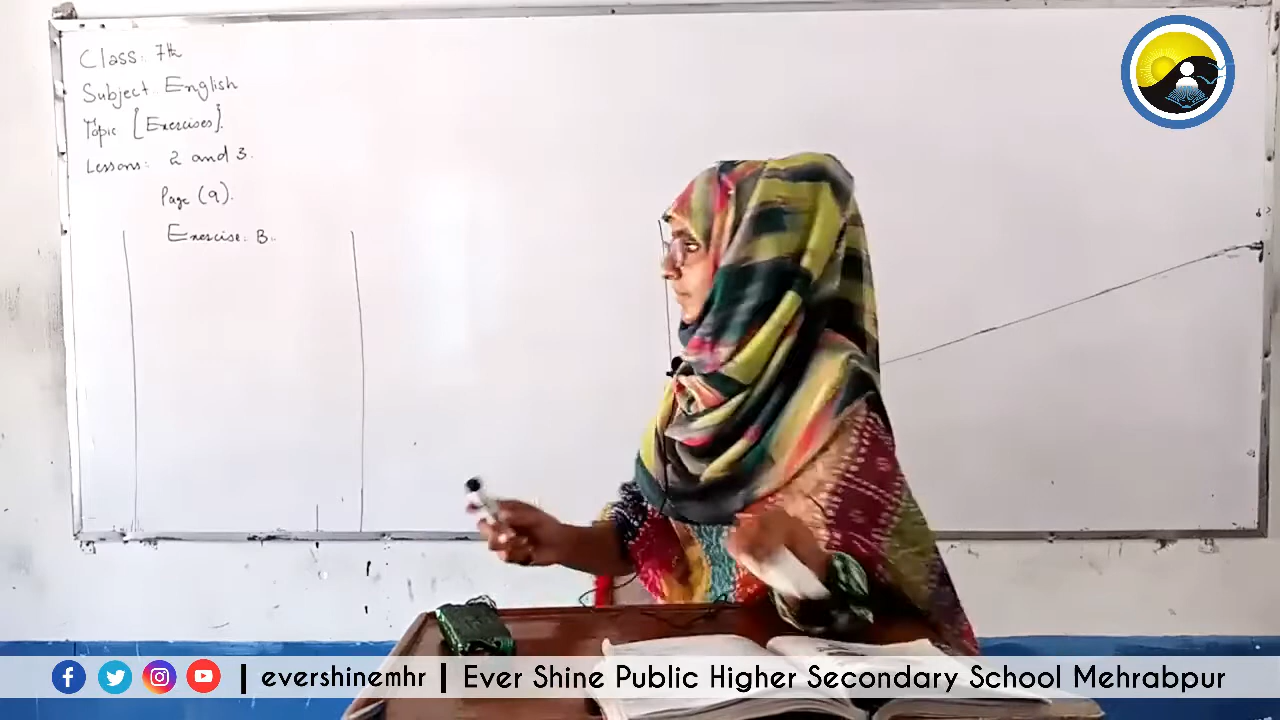 Class: 7th
Subject: English
Topic [Exercises].
Lessons: 2 and 3.
Page (9).
Exercise: B.
| evershinemhr | Ever Shine Public Higher Secondary School Mehrabpur